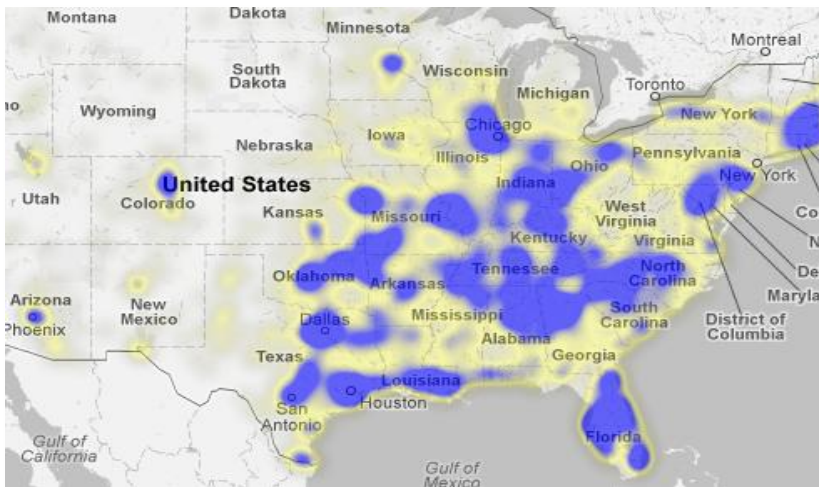 Montana
Dakota
Minnesota
Montreal
South
Dakota
Wisconsin
Toronto
Michigan
Wyoming
New York
Chicago
Iowa
Nebraska
Illinois
Ohio
Pennsylvania
New York
Indiana
Utah
United States
Colorado
Kansas
Missouri
West
Virginia
Kentucky
Virginia
Oklahoma
Tennessee
North
Carolina
Arkansas
Arizona
New
Mexico
Phoenix
Mississippi
South
Carolina
Dallas
Alabama
District of
Columbia
Texas
Georgia
Louisiana
Houston
San
Antonio
Florida
Gulf of
California
Gulf of
Mexico
no
Co
N
De
Maryla